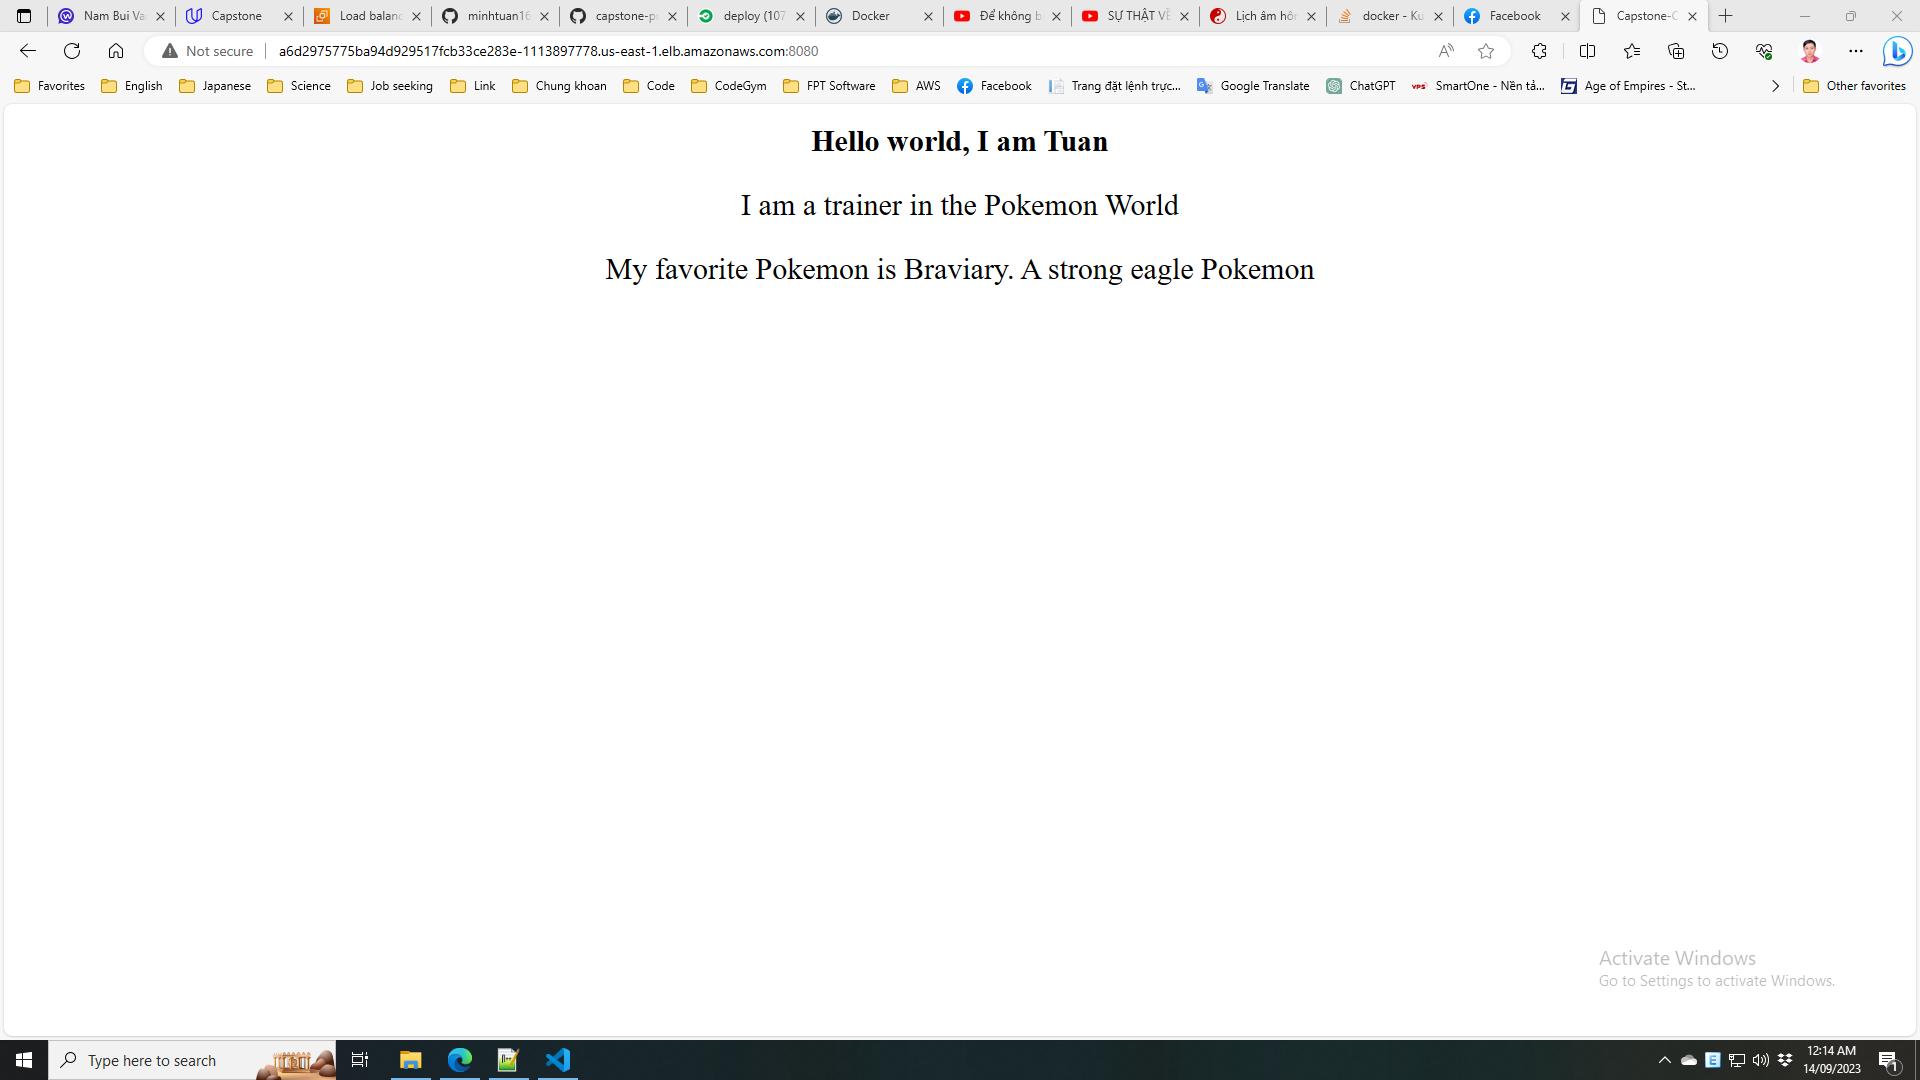 Nam Bui Va
Capstone
Load balanc
minhtuan16
capstone-p
deploy (107
Docker
Để không b
SỰ THẬT VỀ
Lịch âm hôm
docker - Ku
Facebook
Capstone-C
Not secure
a6d2975775ba94d929517fcb33ce283e-1113897778.us-east-1.elb.amazonaws.com:8080
Favorites
English
Japanese
Science
Job seeking
Link
Chung khoan
Code
CodeGym
FPT Software
AWS
Facebook
Trang đặt lệnh trực...
Google Translate
ChatGPT
VPS
SmartOne - Nền tả...
Age of Empires - St...
Other favorites
Hello world, I am Tuan
I am a trainer in the Pokemon World
My favorite Pokemon is Braviary. A strong eagle Pokemon
Activate Windows
Go to Settings to activate Windows.
Type here to search
12:14 AM
14/09/2023
1